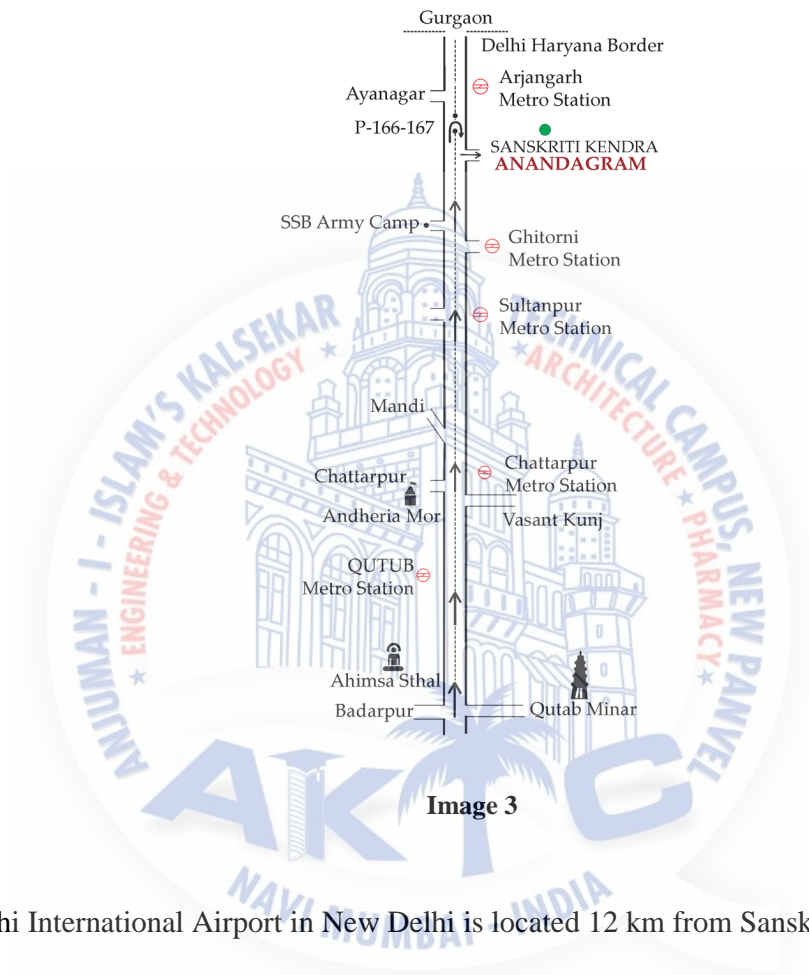 Gurgaon
Delhi Haryana Border
Arjangarh
Metro Station
Ayanagar
P-166-167
SANSKRITI KENDRA
ANANDAGRAM
SSB Army Camp
Ghitorni
Metro Station
Sultanpur
Metro Station
Mandi
Chattarpur
Chattarpur
Metro Station
Andheria Mor
Vasant Kunj
QUTUB
Metro Station
Ahimsa Sthal
Badarpur
Qutab Minar
Image 3
International Airport in New Delhi is located 12 km from
ANJUMAN - I - ISLAM'S KALSEKAR TECHNICAL CAMPUS, NEW PANVEL
ENGINEERING & TECHNOLOGY ★ ARCHITECTURE ★ PHARMACY ★
AKTC
NAVI MUMBAI - INDIA